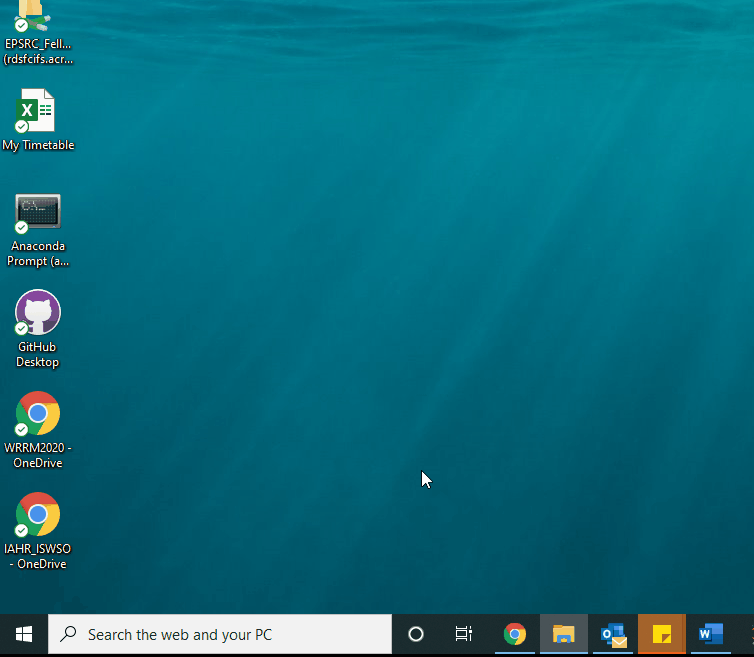 EPSRC_Fell...
(rdsfcifs.acr...
My Timetable
Anaconda
Prompt (a...
GitHub
Desktop
WRRM2020 -
OneDrive
IAHR_ISWSO
- OneDrive
Search the web and your PC